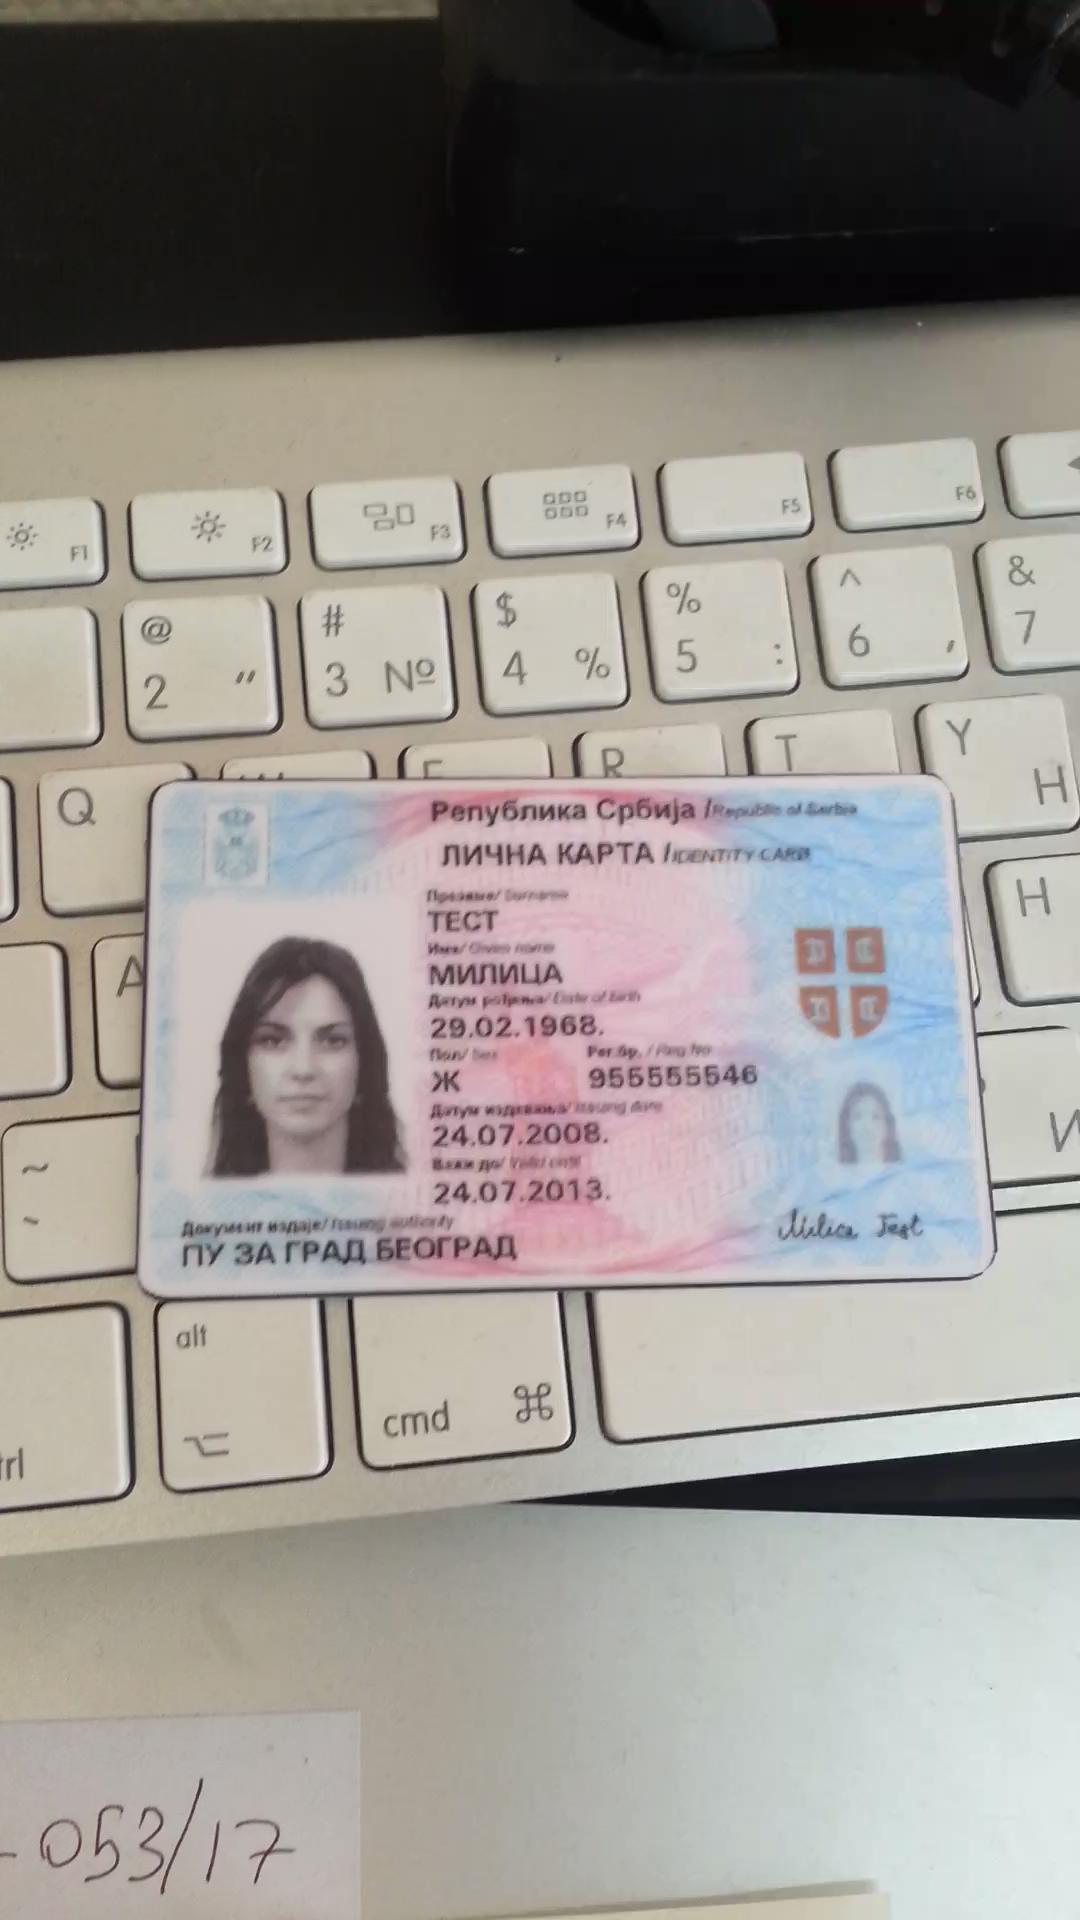 F1 F2 F3 F4 F5 F6
@ # $ % ^ &
2 " 3 № 4 % 5 : 6 , 7
Q R T Y Н
Република Србија / Republic of Serbia
ЛИЧНА КАРТА / IDENTITY CARD
Презиме/ Surname
ТЕСТ
Име/ Given name
МИЛИЦА
Датум рођења/ Date of birth
29.02.1968.
Пол/ Sex Рег.бр. / Reg.No
Ж 955555546
Датум издавања/ Issuing date
24.07.2008.
Важи до/ Valid until
24.07.2013.
Документ издаје/ Issuing authority
ПУ ЗА ГРАД БЕОГРАД
Milica Test
A H
~
alt
cmd ⌘
-053/17